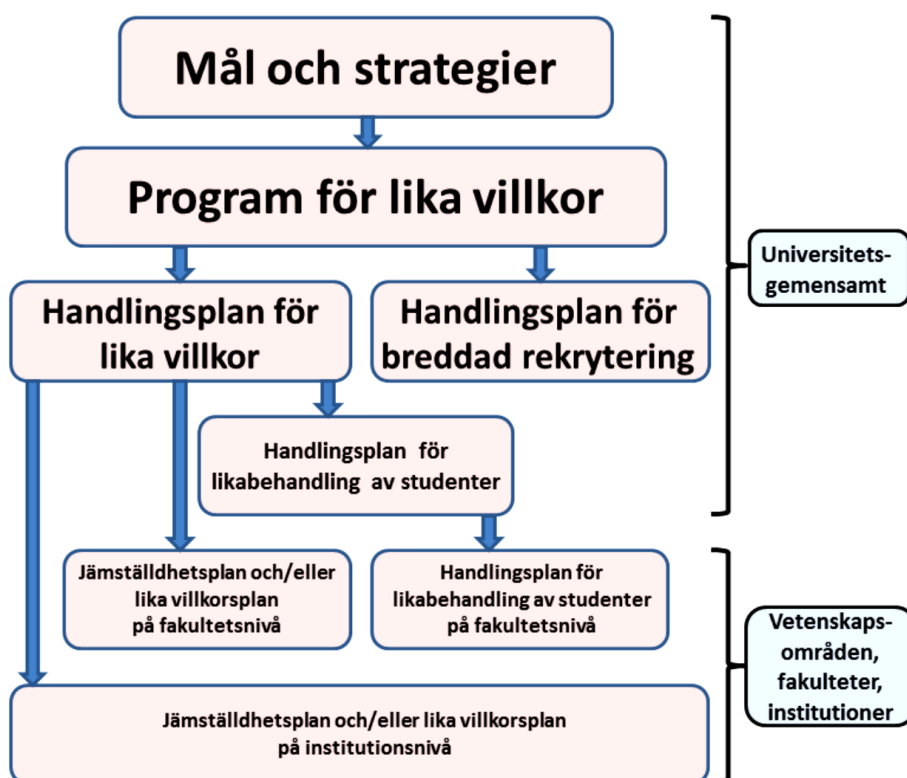 Mål och strategier
Program för lika villkor
Universitets-
gemensamt
Handlingsplan för
lika villkor
Handlingsplan för
breddad rekrytering
Handlingsplan för
likabehandling av studenter
Jämställdhetsplan och/eller
lika villkorsplan
på fakultetsnivå
Handlingsplan för
likabehandling av studenter
på fakultetsnivå
Vetenskaps-
områden,
fakulteter,
institutioner
Jämställdhetsplan och/eller lika villkorsplan
på institutionsnivå